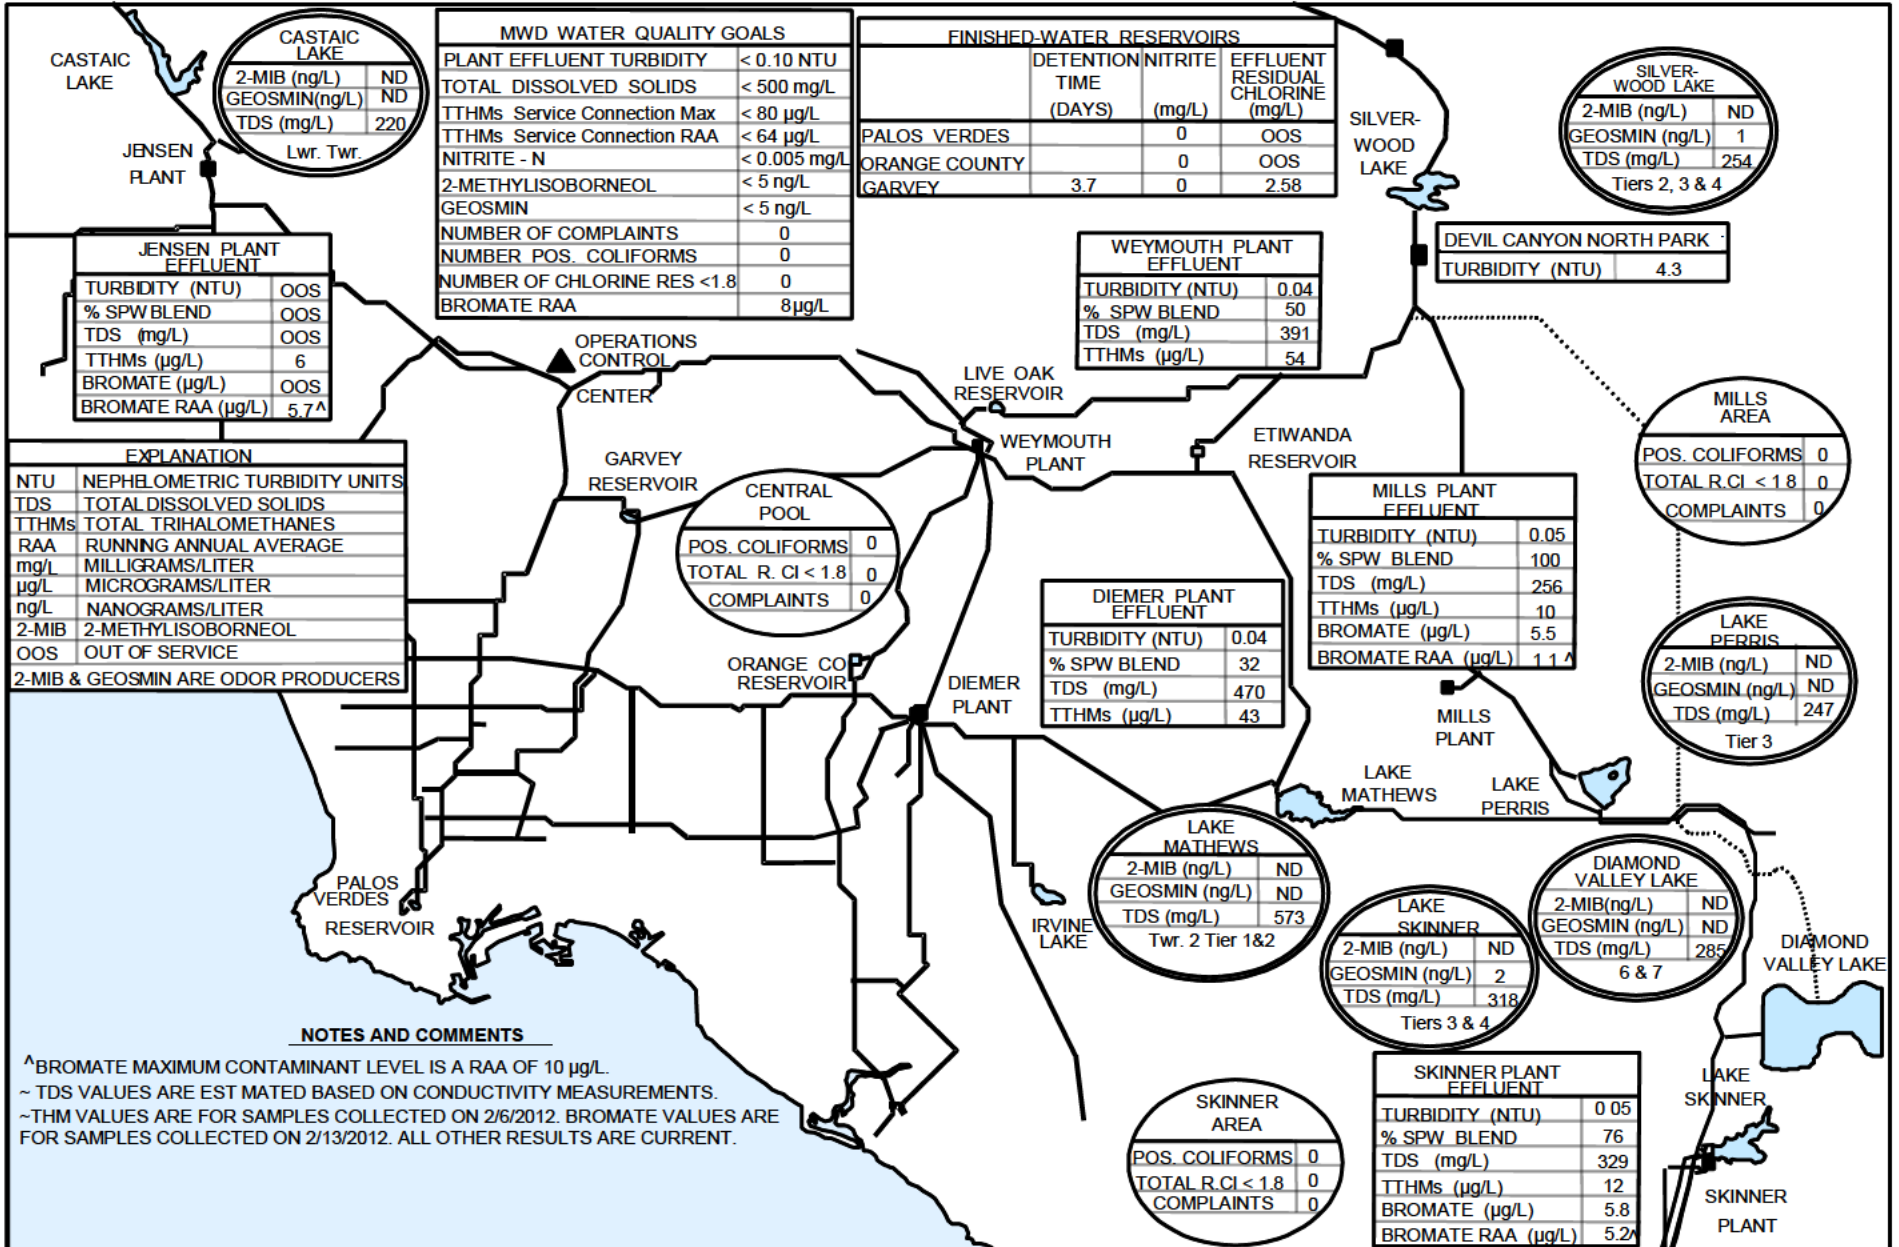 CASTAIC
LAKE
CASTAIC
LAKE
2-MIB (ng/L) ND
GEOSMIN(ng/L) ND
TDS (mg/L) 220
Lwr. Twr.
JENSEN
PLANT
MWD WATER QUALITY GOALS
PLANT EFFLUENT TURBIDITY < 0.10 NTU
TOTAL DISSOLVED SOLIDS < 500 mg/L
TTHMs Service Connection Max < 80 µg/L
TTHMs Service Connection RAA < 64 µg/L
NITRITE - N < 0.005 mg/L
2-METHYLISOBORNEOL < 5 ng/L
GEOSMIN < 5 ng/L
NUMBER OF COMPLAINTS 0
NUMBER POS. COLIFORMS 0
NUMBER OF CHLORINE RES <1.8 0
BROMATE RAA 8µg/L
FINISHED-WATER RESERVOIRS
DETENTION NITRITE EFFLUENT
TIME RESIDUAL
CHLORINE
(DAYS) (mg/L) (mg/L)
PALOS VERDES 0 OOS
ORANGE COUNTY 0 OOS
GARVEY 3.7 0 2.58
SILVER-
WOOD
LAKE
SILVER-
WOOD LAKE
2-MIB (ng/L) ND
GEOSMIN (ng/L) 1
TDS (mg/L) 254
Tiers 2, 3 & 4
DEVIL CANYON NORTH PARK
TURBIDITY (NTU) 4.3
WEYMOUTH PLANT
EFFLUENT
TURBIDITY (NTU) 0.04
% SPW BLEND 50
TDS (mg/L) 391
TTHMs (µg/L) 54
JENSEN PLANT
EFFLUENT
TURBIDITY (NTU) OOS
% SPW BLEND OOS
TDS (mg/L) OOS
TTHMs (µg/L) 6
BROMATE (µg/L) OOS
BROMATE RAA (µg/L) 5.7^
OPERATIONS
CONTROL
CENTER
LIVE OAK
RESERVOIR
WEYMOUTH
PLANT
ETIWANDA
RESERVOIR
MILLS
AREA
POS. COLIFORMS 0
TOTAL R.CI < 1 8 0
COMPLAINTS 0
EXPLANATION
NTU NEPHELOMETRIC TURBIDITY UNITS
TDS TOTAL DISSOLVED SOLIDS
TTHMs TOTAL TRIHALOMETHANES
RAA RUNNING ANNUAL AVERAGE
mg/L MILLIGRAMS/LITER
µg/L MICROGRAMS/LITER
ng/L NANOGRAMS/LITER
2-MIB 2-METHYLISOBORNEOL
OOS OUT OF SERVICE
2-MIB & GEOSMIN ARE ODOR PRODUCERS
GARVEY
RESERVOIR
CENTRAL
POOL
POS. COLIFORMS 0
TOTAL R. CI < 1.8 0
COMPLAINTS 0
MILLS PLANT
EFFLUENT
TURBIDITY (NTU) 0.05
% SPW BLEND 100
TDS (mg/L) 256
TTHMs (µg/L) 10
BROMATE (µg/L) 5.5
BROMATE RAA (µg/L) 1 1 ^
DIEMER PLANT
EFFLUENT
TURBIDITY (NTU) 0.04
% SPW BLEND 32
TDS (mg/L) 470
TTHMs (µg/L) 43
LAKE
PERRIS
2-MIB (ng/L) ND
GEOSMIN (ng/L) ND
TDS (mg/L) 247
Tier 3
ORANGE CO
RESERVOIR
DIEMER
PLANT
MILLS
PLANT
LAKE
MATHEWS
LAKE
PERRIS
LAKE
MATHEWS
2-MIB (ng/L) ND
GEOSMIN (ng/L) ND
TDS (mg/L) 573
Twr. 2 Tier 1&2
DIAMOND
VALLEY LAKE
2-MIB(ng/L) ND
GEOSMIN (ng/L) ND
TDS (mg/L) 285
6 & 7
PALOS
VERDES
RESERVOIR
IRVINE
LAKE
LAKE
SKINNER
2-MIB (ng/L) ND
GEOSMIN (ng/L) 2
TDS (mg/L) 318
Tiers 3 & 4
DIAMOND
VALLEY LAKE
NOTES AND COMMENTS
^BROMATE MAXIMUM CONTAMINANT LEVEL IS A RAA OF 10 µg/L.
~ TDS VALUES ARE EST MATED BASED ON CONDUCTIVITY MEASUREMENTS.
~THM VALUES ARE FOR SAMPLES COLLECTED ON 2/6/2012. BROMATE VALUES ARE
FOR SAMPLES COLLECTED ON 2/13/2012. ALL OTHER RESULTS ARE CURRENT.
SKINNER
AREA
POS. COLIFORMS 0
TOTAL R.CI < 1.8 0
COMPLAINTS 0
SKINNER PLANT
EFFLUENT
TURBIDITY (NTU) 0 05
% SPW BLEND 76
TDS (mg/L) 329
TTHMs (µg/L) 12
BROMATE (µg/L) 5.8
BROMATE RAA (µg/L) 5.2^
LAKE
SKINNER
SKINNER
PLANT